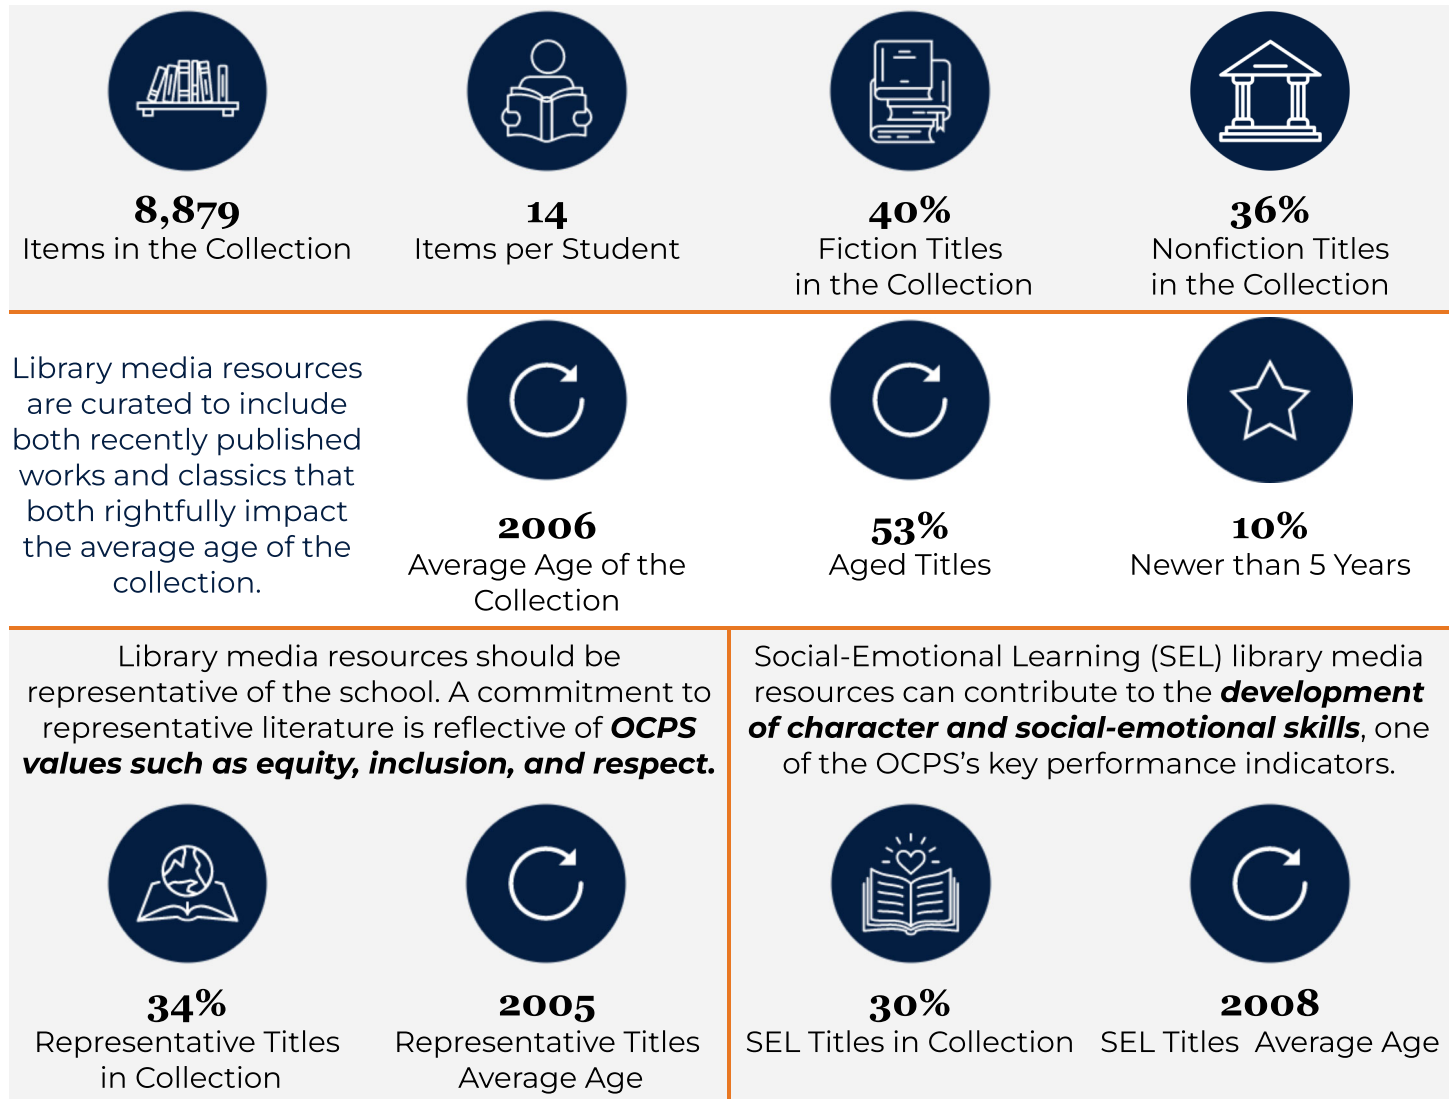 8,879
Items in the Collection
14
Items per Student
40%
Fiction Titles
in the Collection
36%
Nonfiction Titles
in the Collection
Library media resources
are curated to include
both recently published
works and classics that
both rightfully impact
the average age of the
collection.
2006
Average Age of the
Collection
53%
Aged Titles
10%
Newer than 5 Years
Library media resources should be
representative of the school. A commitment to
representative literature is reflective of OCPS
values such as equity, inclusion, and respect.
34%
Representative Titles
in Collection
2005
Representative Titles
Average Age
Social-Emotional Learning (SEL) library media
resources can contribute to the development
of character and social-emotional skills, one
of the OCPS's key performance indicators.
30%
SEL Titles in Collection
2008
SEL Titles  Average Age